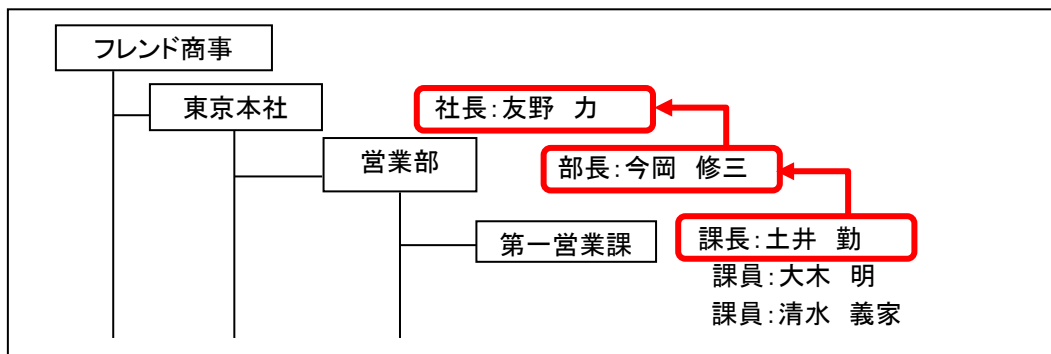 フレンド商事
東京本社
社長:友野 力
営業部
部長:今岡 修三
第一営業課
課長:土井 勤
課員:大木 明
課員:清水 義家